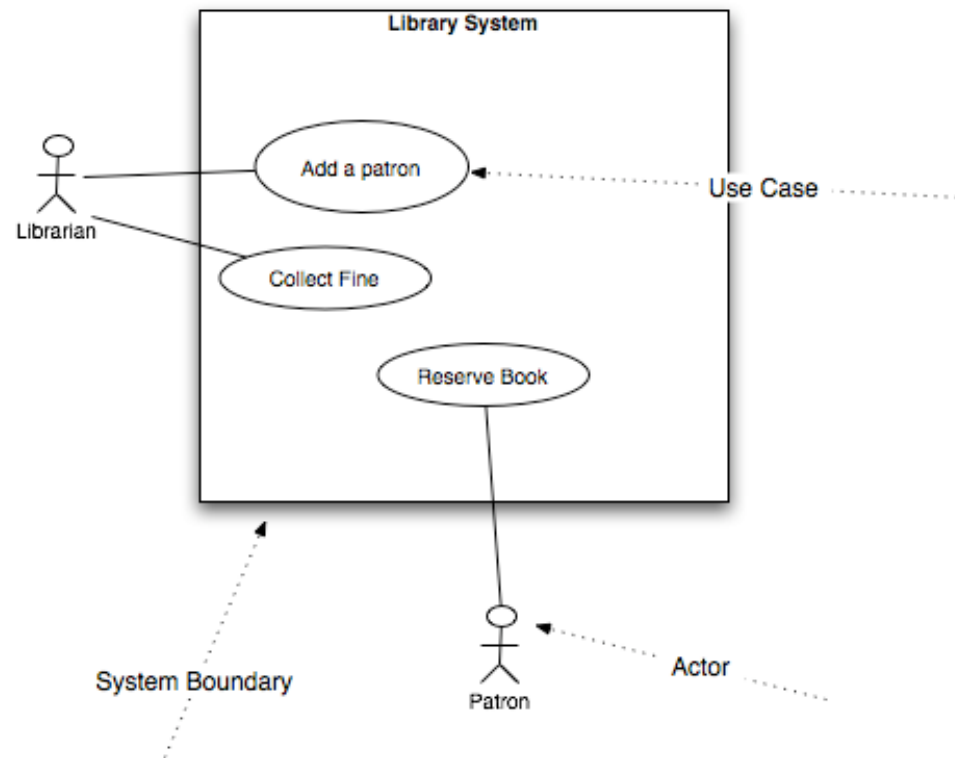 Library System
Add a patron
Use Case
Librarian
Collect Fine
Reserve Book
System Boundary
Actor
Patron